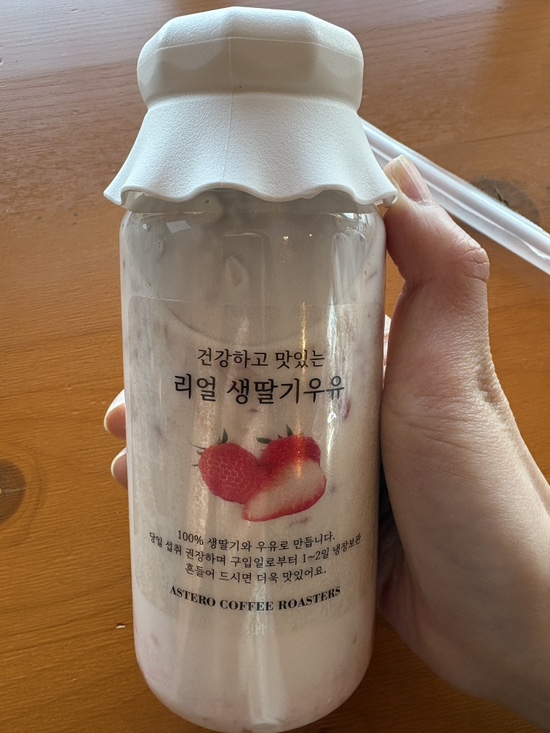 건강하고 맛있는
리얼 생딸기우유
100% 생딸기와 우유로 만듭니다.
당일 섭취 권장하며 구입일로부터 1~2일 냉장보관
흔들어 드시면 더욱 맛있어요.
ASTERO COFFEE ROASTERS